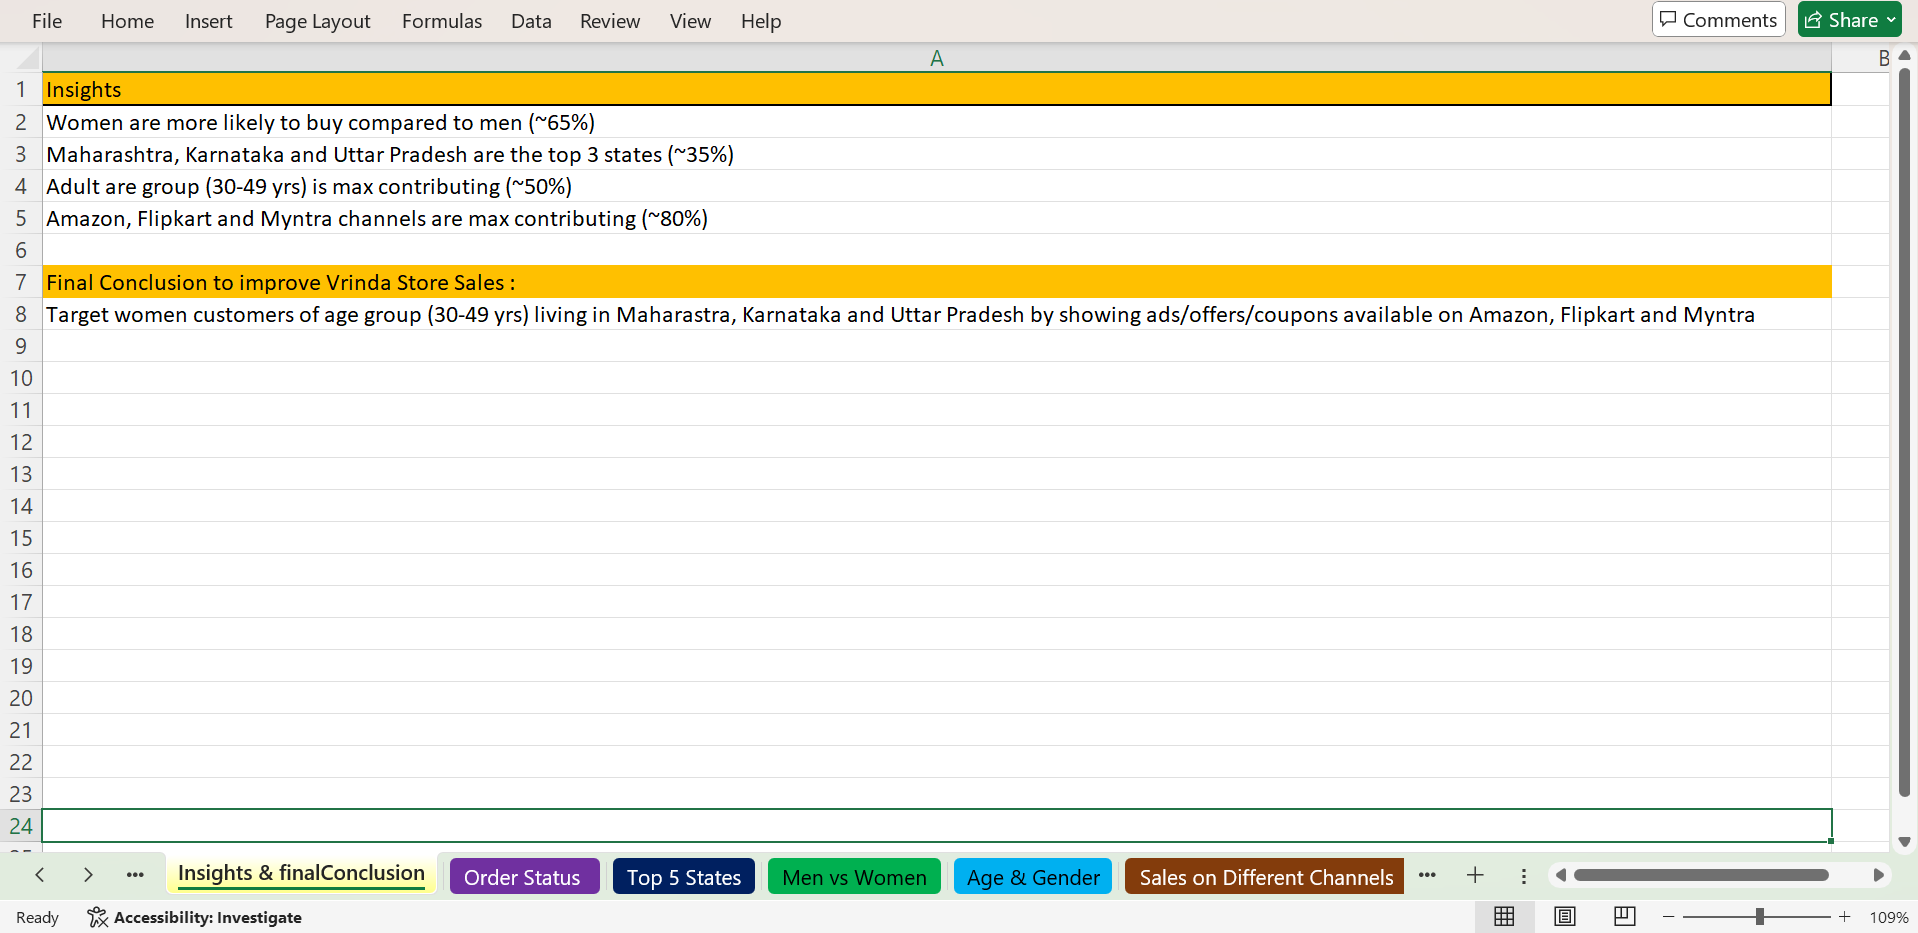 File Home Insert Page Layout Formulas Data Review View Help Comments Share
A B
1 Insights
2 Women are more likely to buy compared to men (~65%)
3 Maharashtra, Karnataka and Uttar Pradesh are the top 3 states (~35%)
4 Adult are group (30-49 yrs) is max contributing (~50%)
5 Amazon, Flipkart and Myntra channels are max contributing (~80%)
6
7 Final Conclusion to improve Vrinda Store Sales :
8 Target women customers of age group (30-49 yrs) living in Maharastra, Karnataka and Uttar Pradesh by showing ads/offers/coupons available on Amazon, Flipkart and Myntra
9
10
11
12
13
14
15
16
17
18
19
20
21
22
23
24
Insights & finalConclusion Order Status Top 5 States Men vs Women Age & Gender Sales on Different Channels
Ready Accessibility: Investigate 109%